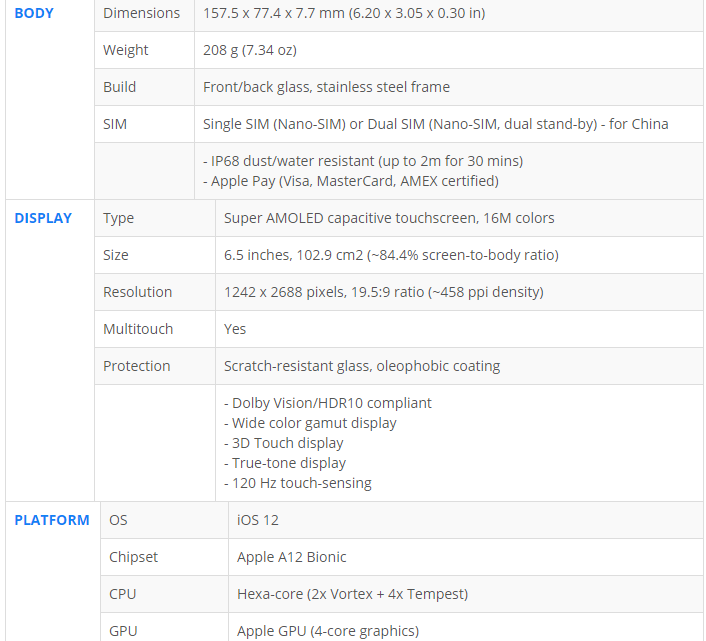 BODY Dimensions 157.5 x 77.4 x 7.7 mm (6.20 x 3.05 x 0.30 in)
Weight 208 g (7.34 oz)
Build Front/back glass, stainless steel frame
SIM Single SIM (Nano-SIM) or Dual SIM (Nano-SIM, dual stand-by) - for China
- IP68 dust/water resistant (up to 2m for 30 mins)
- Apple Pay (Visa, MasterCard, AMEX certified)
DISPLAY Type Super AMOLED capacitive touchscreen, 16M colors
Size 6.5 inches, 102.9 cm2 (~84.4% screen-to-body ratio)
Resolution 1242 x 2688 pixels, 19.5:9 ratio (~458 ppi density)
Multitouch Yes
Protection Scratch-resistant glass, oleophobic coating
- Dolby Vision/HDR10 compliant
- Wide color gamut display
- 3D Touch display
- True-tone display
- 120 Hz touch-sensing
PLATFORM OS iOS 12
Chipset Apple A12 Bionic
CPU Hexa-core (2x Vortex + 4x Tempest)
GPU Apple GPU (4-core graphics)